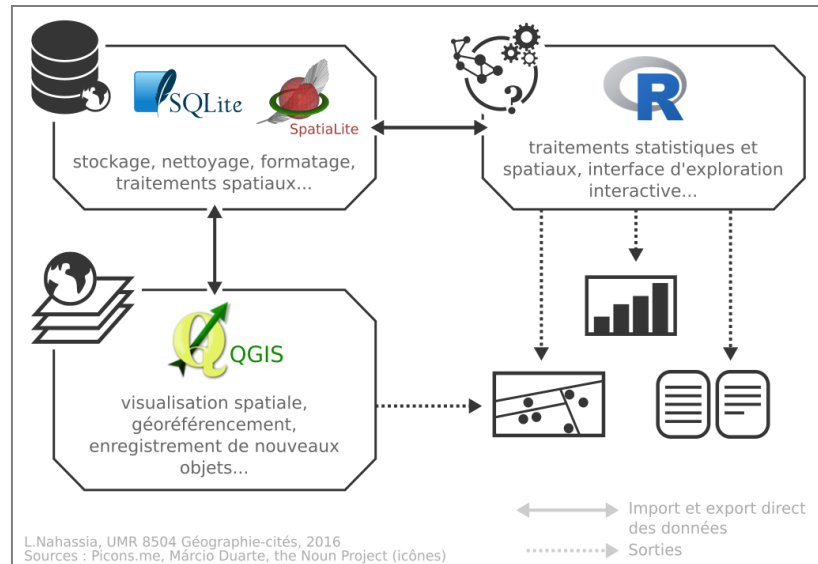 SQLite
SpatiaLite
stockage, nettoyage, formatage,
traitements spatiaux...
R
traitements statistiques et
spatiaux, interface d'exploration
interactive...
?
QGIS
visualisation spatiale,
géoréférencement,
enregistrement de nouveaux
objets...
Import et export direct
des données
Sorties
L.Nahassia, UMR 8504 Géographie-cités, 2016
Sources : Picons.me, Márcio Duarte, the Noun Project (icônes)